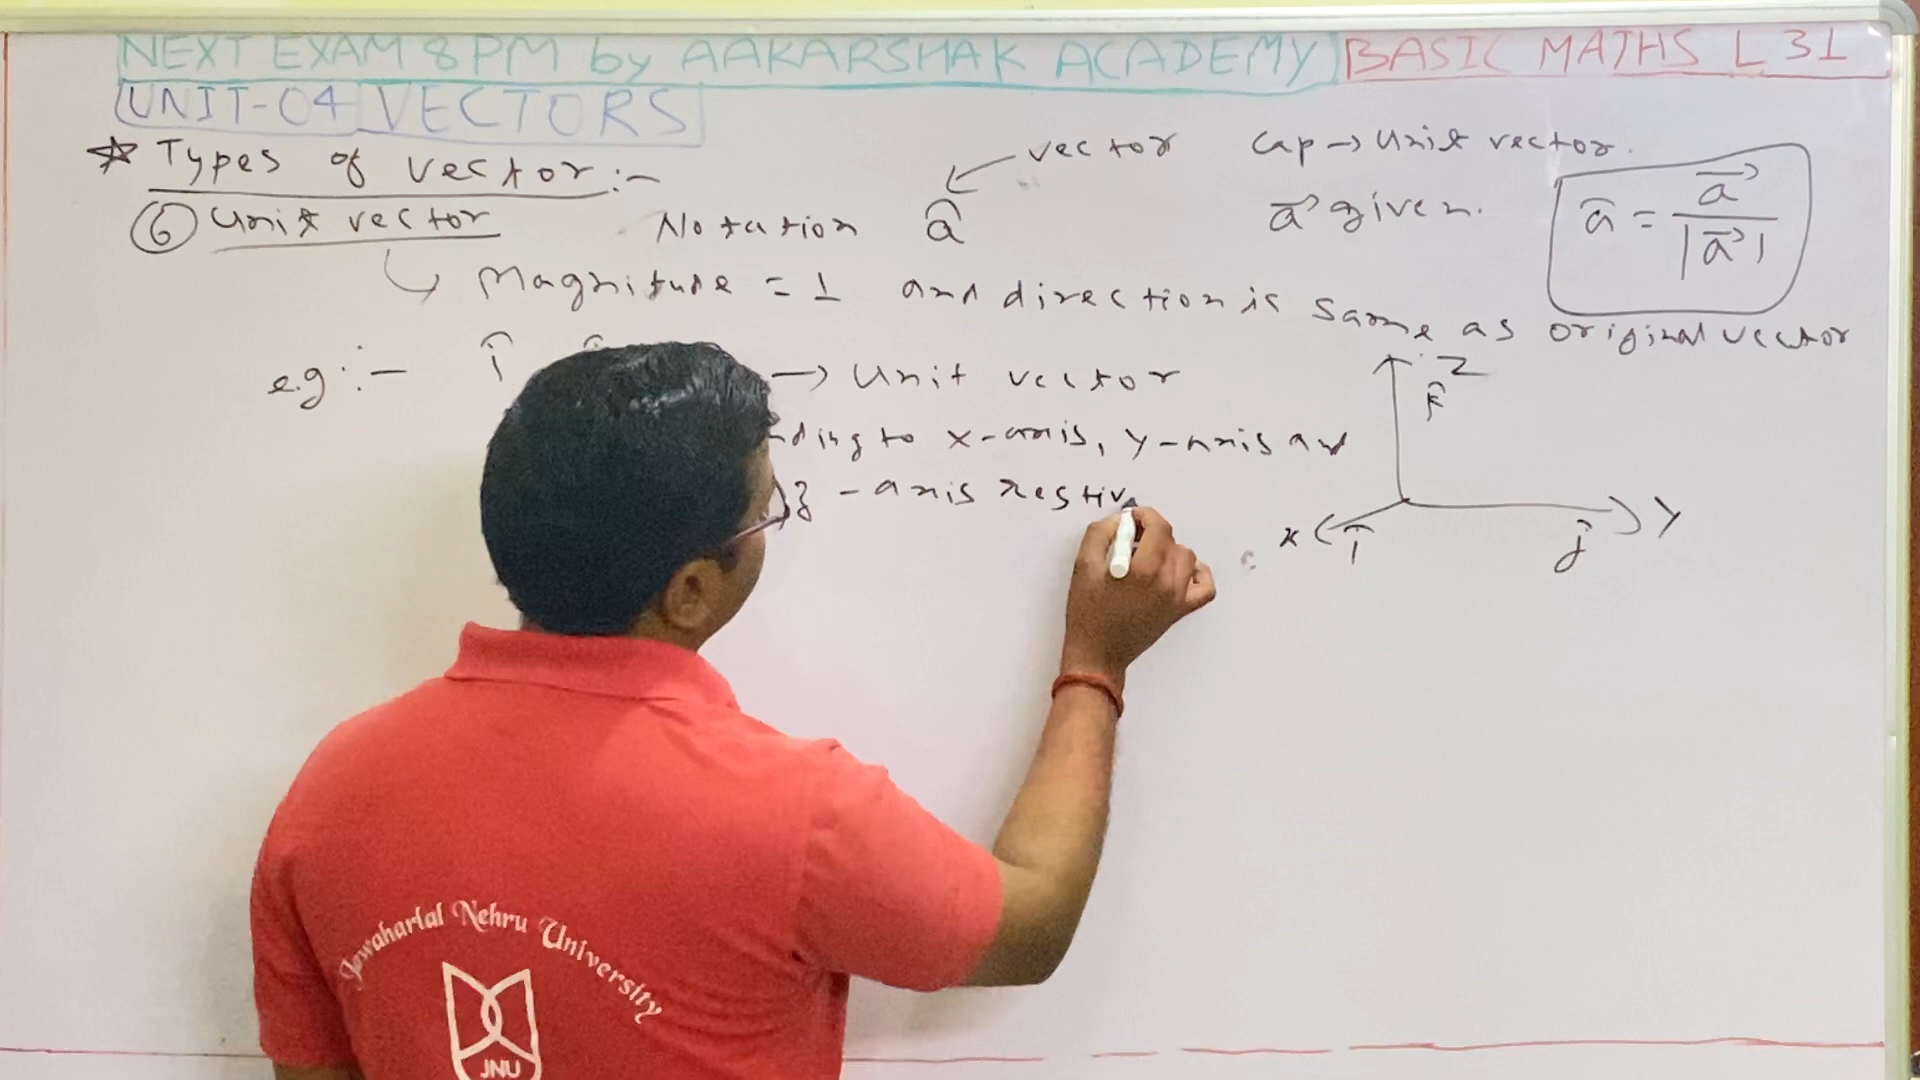 NEXT EXAM 8PM by AAKARSHAK ACADEMY BASIC MATHS L 31
UNIT-04 VECTORS
☆ Types of vector:-
vector
Cap → Unit vector.
⑥ Unit vector
Notation â
a⃗ given.
â = a⃗ / |a⃗|
↳ Magnitude = 1 and direction is same as original vector
e.g:- î → Unit vector
nding to x-axis, y-axis and
z-axis restiv
Z
k̂
x î ĵ y
Jawaharlal Nehru University
JNU